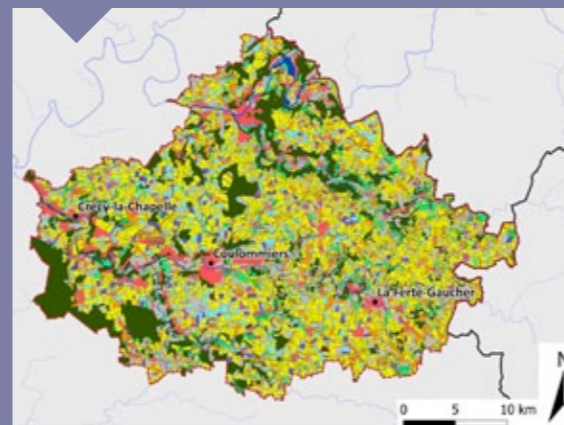 Crécy-la-Chapelle
Coulommiers
La Ferté-Gaucher
N
0 5 10 km